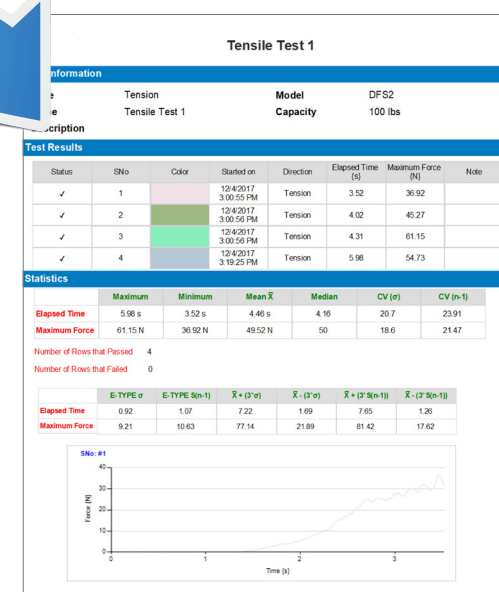 Tensile Test 1
nformation
Tension Model DFS2
Tensile Test 1 Capacity 100 lbs
scription
Test Results
Status SNo Color Started on Direction Elapsed Time (s) Maximum Force (N) Note
✓ 1 12/4/2017 3:00:55 PM Tension 3.52 36.92
✓ 2 12/4/2017 3:00:56 PM Tension 4.02 45.27
✓ 3 12/4/2017 3:00:56 PM Tension 4.31 61.15
✓ 4 12/4/2017 3:19:25 PM Tension 5.98 54.73
Statistics
Maximum Minimum Mean X̄ Median CV (σ) CV (n-1)
Elapsed Time 5.98 s 3.52 s 4.46 s 4.16 20.7 23.91
Maximum Force 61.15 N 36.92 N 49.52 N 50 18.6 21.47
Number of Rows that Passed 4
Number of Rows that Failed 0
E-TYPE σ E-TYPE S(n-1) X̄ + (3*σ) X̄ - (3*σ) X̄ + (3*S(n-1)) X̄ - (3*S(n-1))
Elapsed Time 0.92 1.07 7.22 1.69 7.65 1.26
Maximum Force 9.21 10.63 77.14 21.89 81.42 17.62
SNo: #1
40
30
20
10
0
Force (N)
0 1 2 3
Time (s)